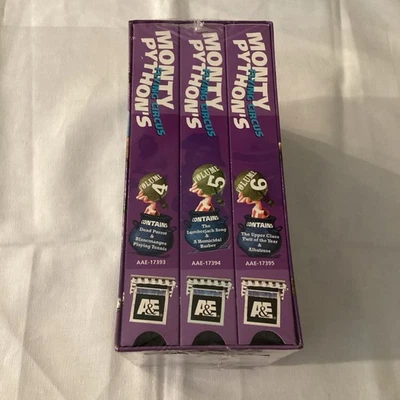 MONTY
FLYING CIRCUS
PYTHON'S
VOLUME
4
CONTAINS
Dead Parrot
&
Blancmanges
Playing Tennis
AAE-17393
A&E
MONTY
FLYING CIRCUS
PYTHON'S
VOLUME
5
CONTAINS
The
Lumberjack Song
&
A Homicidal
Barber
AAE-17394
A&E
MONTY
FLYING CIRCUS
PYTHON'S
VOLUME
6
CONTAINS
The Upper Class
Twit of the Year
&
Albatross
AAE-17395
A&E